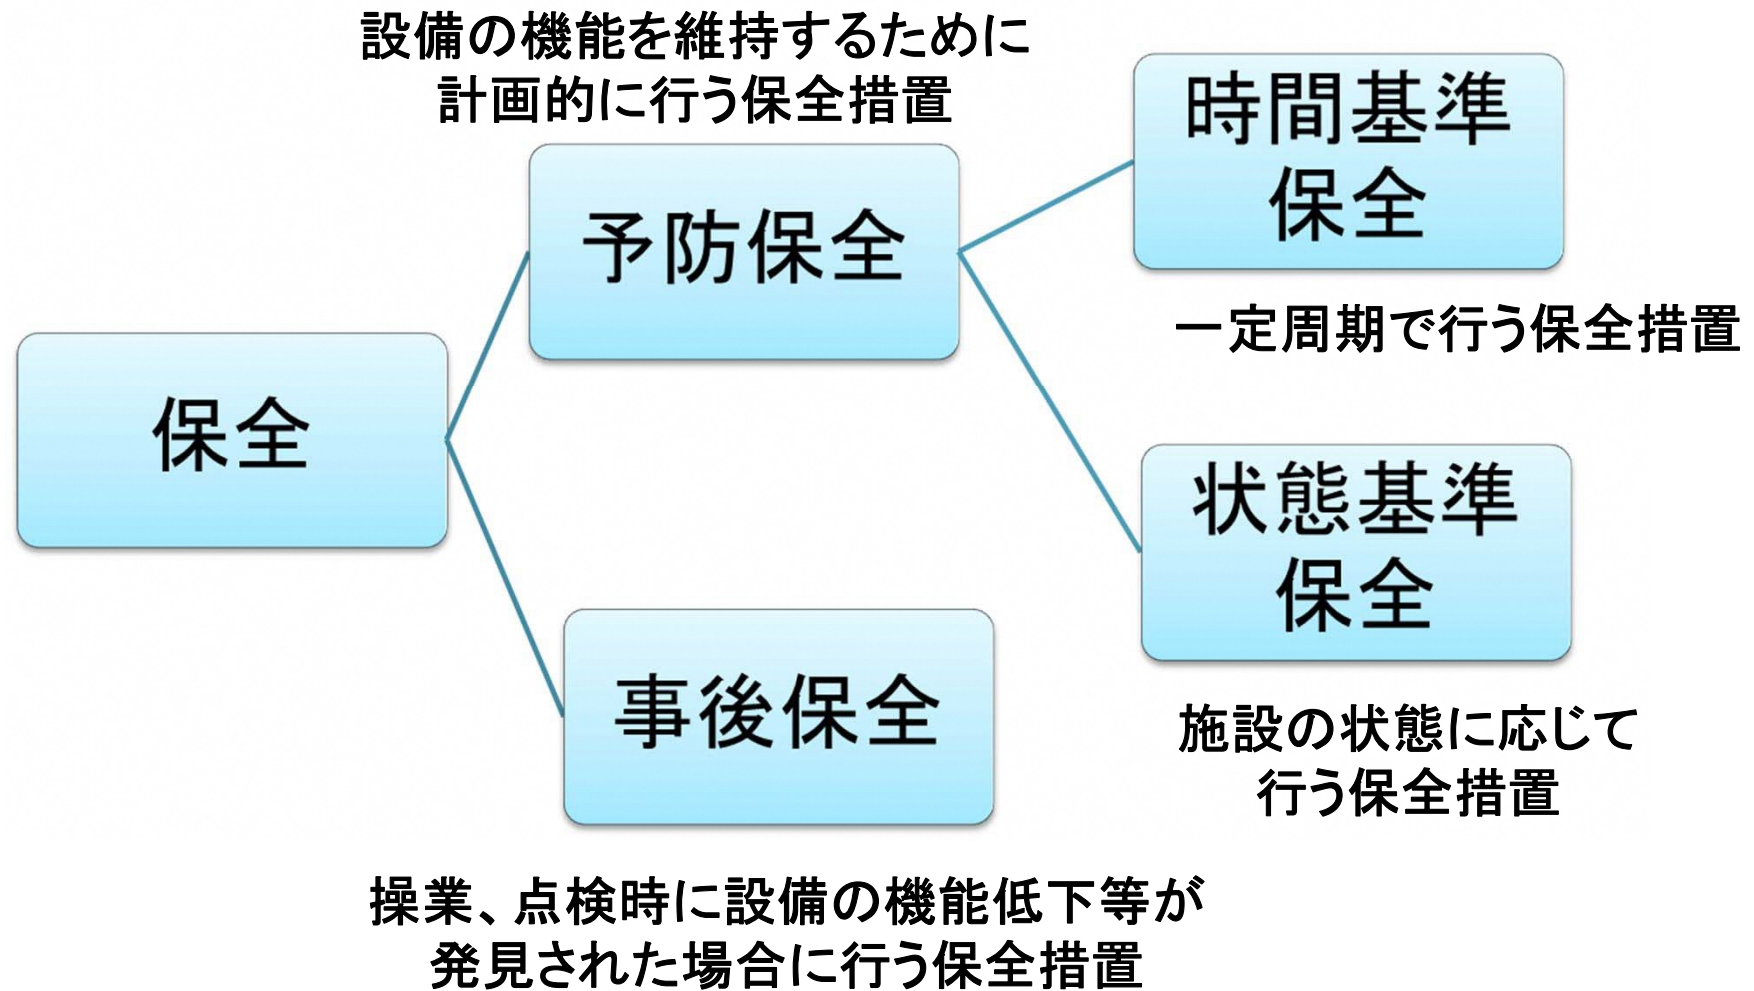 設備の機能を維持するために
計画的に行う保全措置
予防保全
時間基準
保全
一定周期で行う保全措置
保全
状態基準
保全
施設の状態に応じて
行う保全措置
事後保全
操業、点検時に設備の機能低下等が
発見された場合に行う保全措置